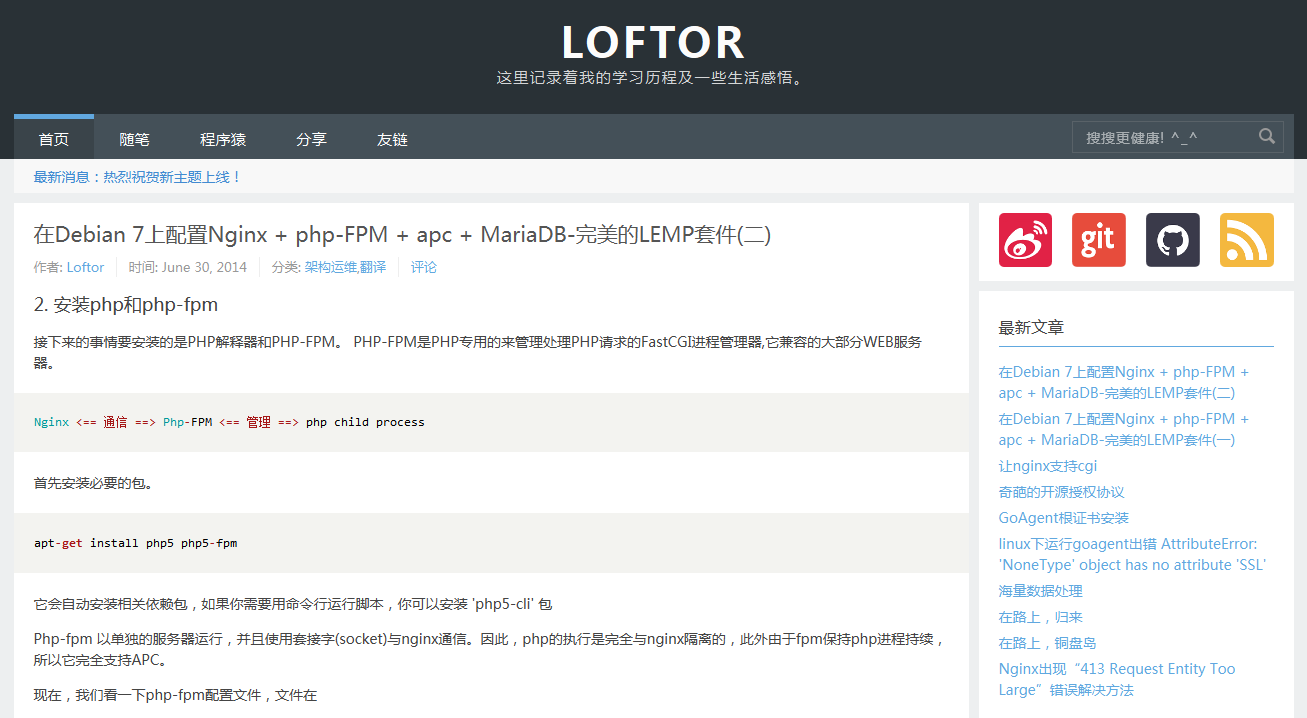 LOFTOR
这里记录着我的学习历程及一些生活感悟。
首页 随笔 程序猿 分享 友链 搜搜更健康! ^_^
最新消息：热烈祝贺新主题上线！
在Debian 7上配置Nginx + php-FPM + apc + MariaDB-完美的LEMP套件(二)
作者: Loftor 时间: June 30, 2014 分类: 架构运维,翻译 评论
2. 安装php和php-fpm
接下来的事情要安装的是PHP解释器和PHP-FPM。 PHP-FPM是PHP专用的来管理处理PHP请求的FastCGI进程管理器,它兼容的大部分WEB服务
器。
Nginx <== 通信 ==> Php-FPM <== 管理 ==> php child process
首先安装必要的包。
apt-get install php5 php5-fpm
它会自动安装相关依赖包，如果你需要用命令行运行脚本，你可以安装 'php5-cli' 包
Php-fpm 以单独的服务器运行，并且使用套接字(socket)与nginx通信。因此，php的执行是完全与nginx隔离的，此外由于fpm保持php进程持续，
所以它完全支持APC。
现在，我们看一下php-fpm配置文件，文件在
git
最新文章
在Debian 7上配置Nginx + php-FPM +
apc + MariaDB-完美的LEMP套件(二)
在Debian 7上配置Nginx + php-FPM +
apc + MariaDB-完美的LEMP套件(一)
让nginx支持cgi
奇葩的开源授权协议
GoAgent根证书安装
linux下运行goagent出错 AttributeError:
'NoneType' object has no attribute 'SSL'
海量数据处理
在路上，归来
在路上，铜盘岛
Nginx出现“413 Request Entity Too
Large”错误解决方法